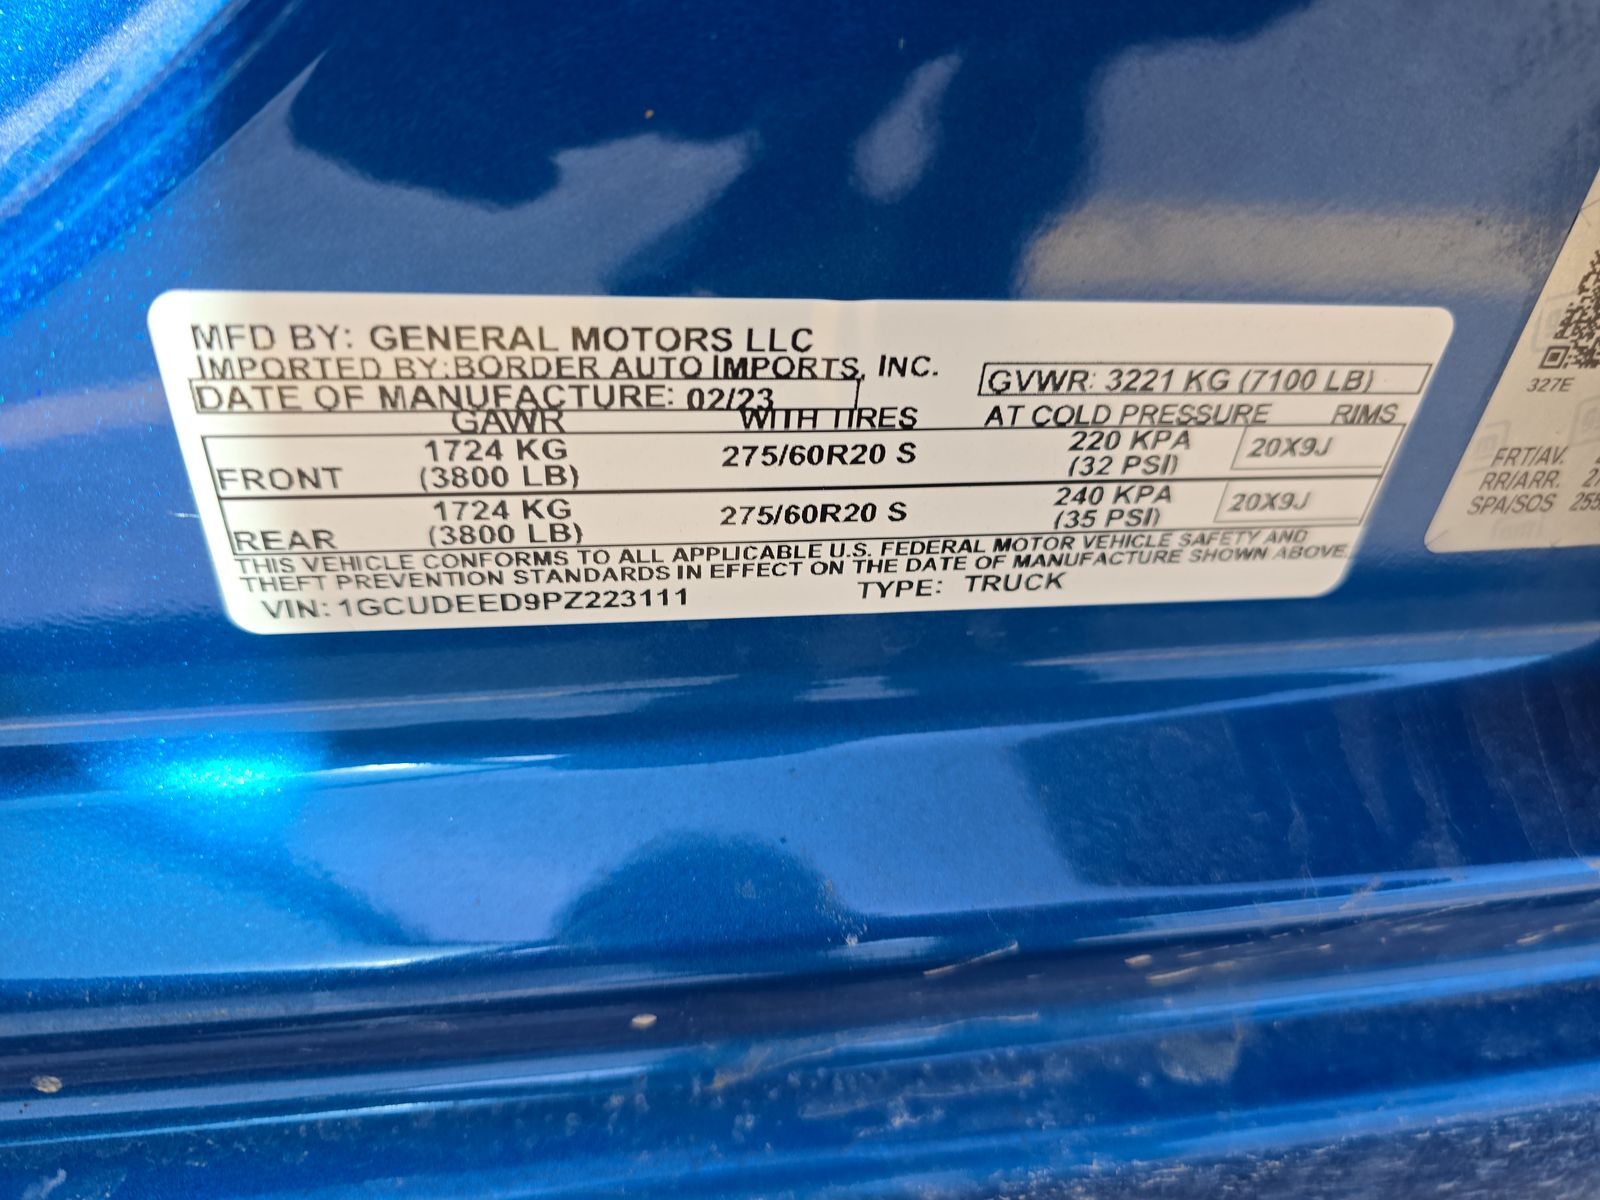 MFD BY: GENERAL MOTORS LLC
IMPORTED BY:BORDER AUTO IMPORTS, INC.
DATE OF MANUFACTURE: 02/23
GVWR: 3221 KG (7100 LB)
GAWR WITH TIRES AT COLD PRESSURE RIMS
FRONT 1724 KG (3800 LB) 275/60R20 S 220 KPA (32 PSI) 20X9J
REAR 1724 KG (3800 LB) 275/60R20 S 240 KPA (35 PSI) 20X9J
THIS VEHICLE CONFORMS TO ALL APPLICABLE U.S. FEDERAL MOTOR VEHICLE SAFETY AND
THEFT PREVENTION STANDARDS IN EFFECT ON THE DATE OF MANUFACTURE SHOWN ABOVE.
VIN: 1GCUDEED9PZ223111 TYPE: TRUCK
327E
FRT/AV.
RR/ARR.
SPA/SOS 255